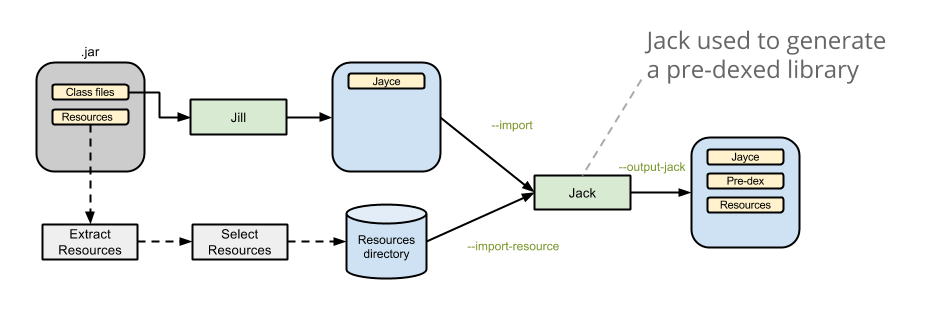 Jack used to generate
a pre-dexed library
.jar
Class files
Resources
Jill
Jayce
--import
--output-jack
Jack
Jayce
Pre-dex
Resources
Extract
Resources
Select
Resources
Resources
directory
--import-resource